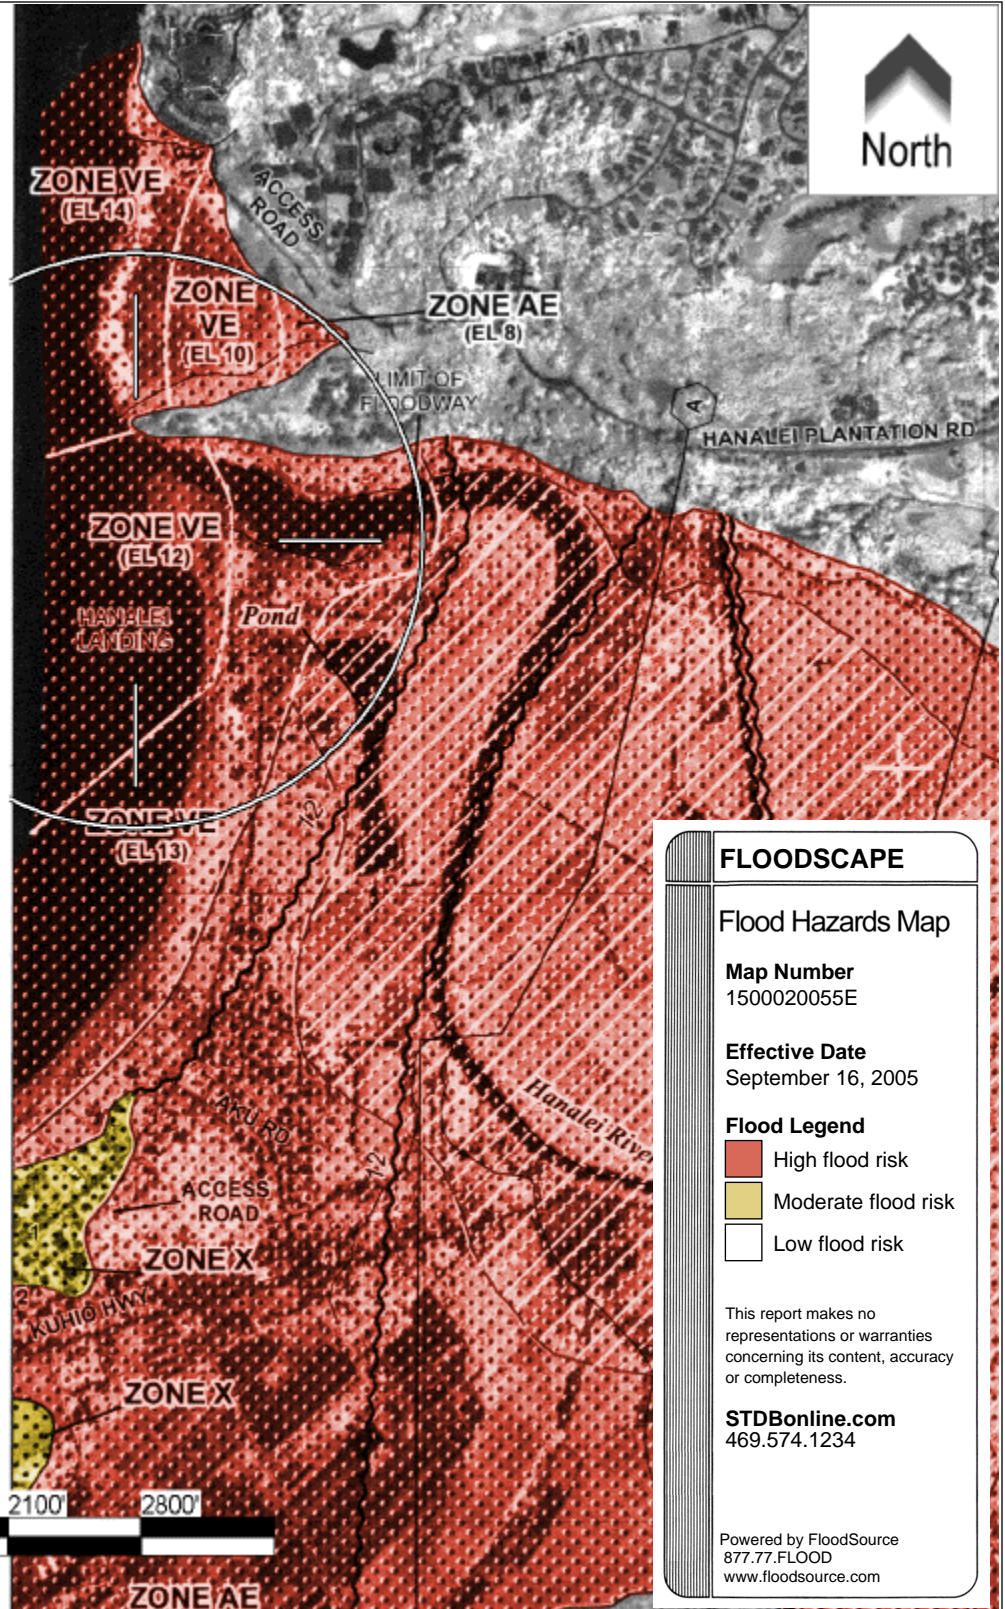 North
ZONE VE
(EL 14)
ACCESS
ROAD
ZONE
VE
(EL 10)
ZONE AE
(EL 8)
LIMIT OF
FLOODWAY
A
HANALEI PLANTATION RD
ZONE VE
(EL 12)
HANALEI
LANDING
Pond
12
ZONE VE
(EL 13)
Hanalei River
AKU RD
12
ACCESS
ROAD
1
ZONE X
2
KUHIO HWY
ZONE X
2100'
2800'
ZONE AE
FLOODSCAPE
Flood Hazards Map
Map Number
1500020055E
Effective Date
September 16, 2005
Flood Legend
High flood risk
Moderate flood risk
Low flood risk
This report makes no
representations or warranties
concerning its content, accuracy
or completeness.
STDBonline.com
469.574.1234
Powered by FloodSource
877.77.FLOOD
www.floodsource.com